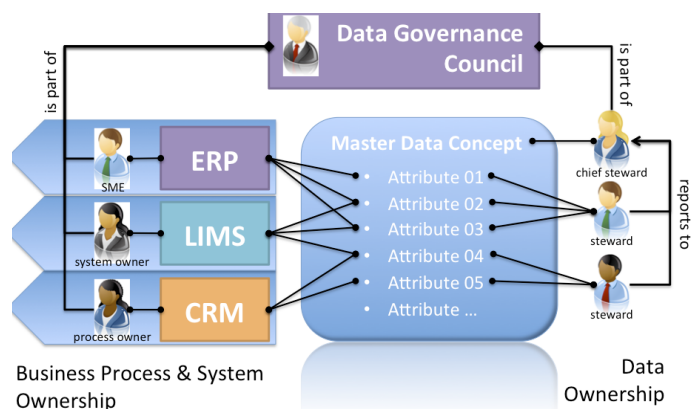 Data Governance
Council
is part of
is part of
Master Data Concept
ERP
SME
• Attribute 01
chief steward
• Attribute 02
LIMS
• Attribute 03
system owner
steward
reports to
• Attribute 04
CRM
• Attribute 05
process owner
• Attribute ...
steward
Business Process & System
Ownership
Data
Ownership